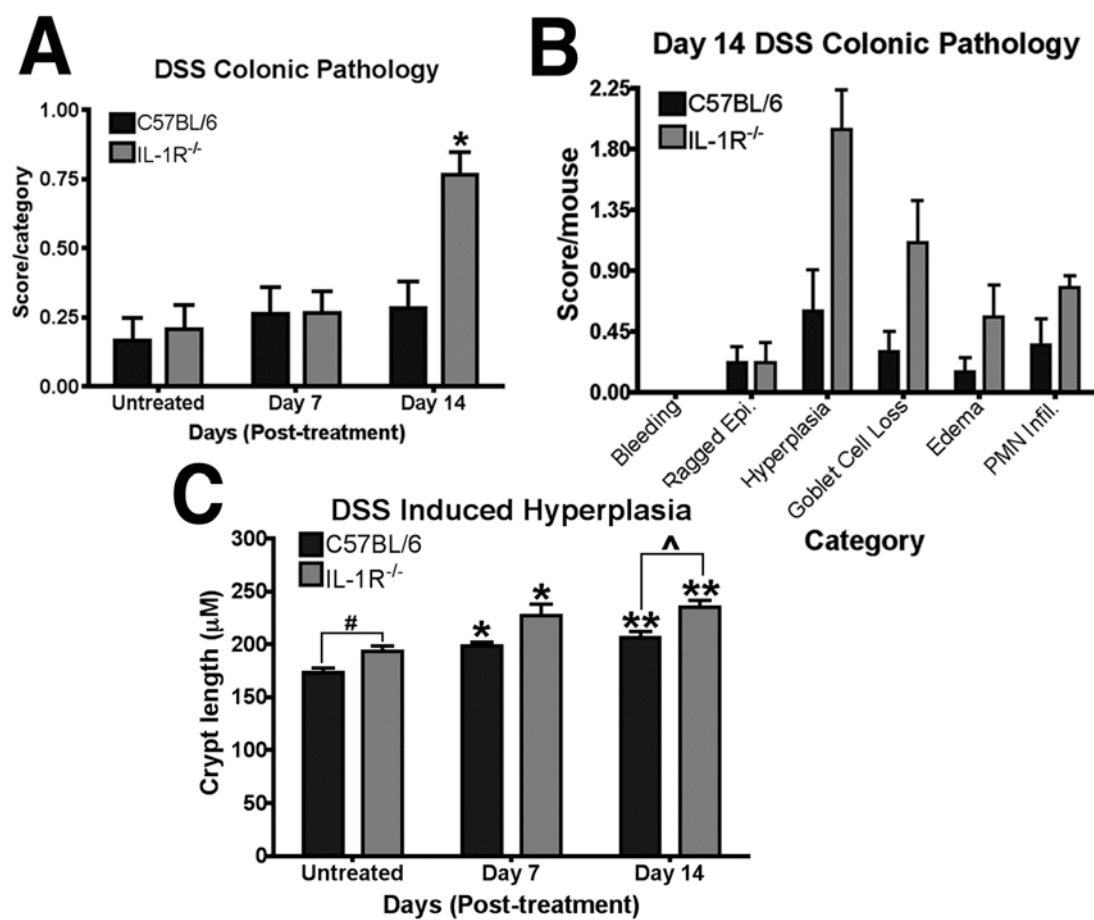 A
DSS Colonic Pathology
C57BL/6
IL-1R-/-
Score/category
1.00
0.75
0.50
0.25
0.00
*
Untreated
Day 7
Day 14
Days (Post-treatment)
B
Day 14 DSS Colonic Pathology
C57BL/6
IL-1R-/-
Score/mouse
2.25
1.80
1.35
0.90
0.45
0.00
Bleeding
Ragged Epi.
Hyperplasia
Goblet Cell Loss
Edema
PMN Infil.
Category
C
DSS Induced Hyperplasia
C57BL/6
IL-1R-/-
Crypt length (μM)
300
250
200
150
100
50
0
#
*
*
^
**
**
Untreated
Day 7
Day 14
Days (Post-treatment)